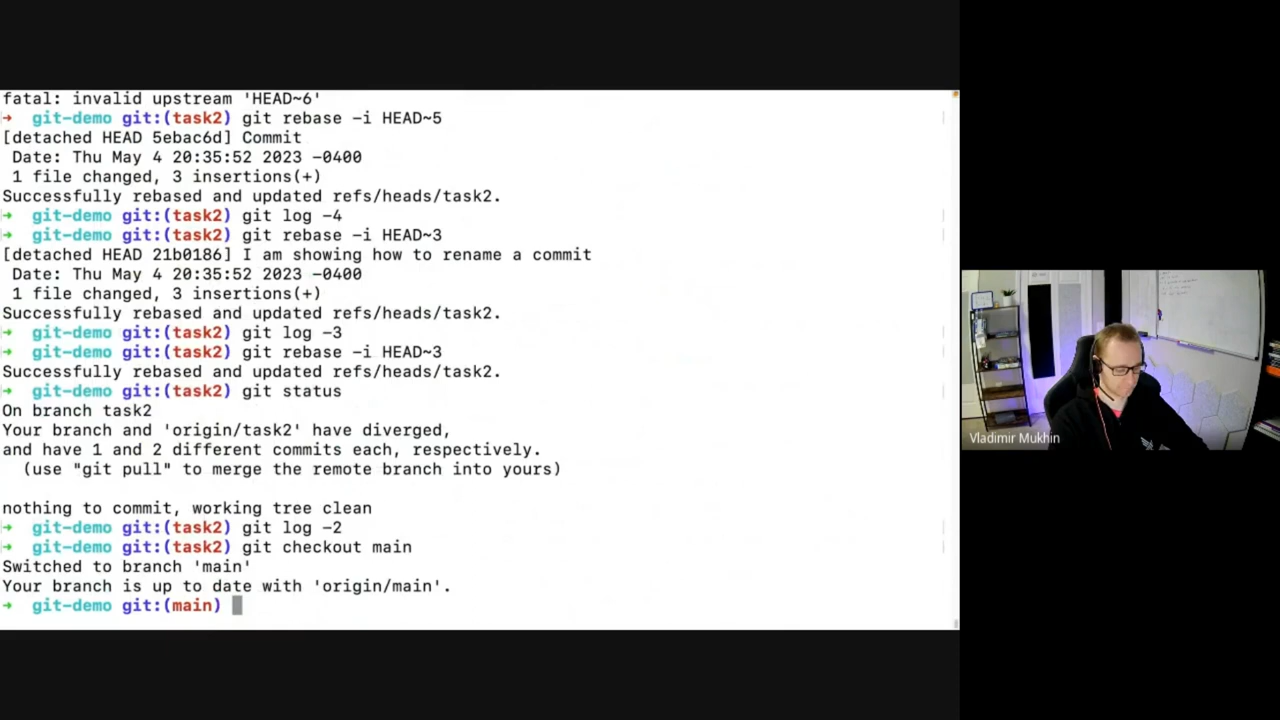 fatal: invalid upstream 'HEAD~6'
→ git-demo git:(task2) git rebase -i HEAD~5
[detached HEAD 5ebac6d] Commit
Date: Thu May 4 20:35:52 2023 -0400
1 file changed, 3 insertions(+)
Successfully rebased and updated refs/heads/task2.
→ git-demo git:(task2) git log -4
→ git-demo git:(task2) git rebase -i HEAD~3
[detached HEAD 21b0186] I am showing how to rename a commit
Date: Thu May 4 20:35:52 2023 -0400
1 file changed, 3 insertions(+)
Successfully rebased and updated refs/heads/task2.
→ git-demo git:(task2) git log -3
→ git-demo git:(task2) git rebase -i HEAD~3
Successfully rebased and updated refs/heads/task2.
→ git-demo git:(task2) git status
On branch task2
Your branch and 'origin/task2' have diverged,
and have 1 and 2 different commits each, respectively.
(use "git pull" to merge the remote branch into yours)
nothing to commit, working tree clean
→ git-demo git:(task2) git log -2
→ git-demo git:(task2) git checkout main
Switched to branch 'main'
Your branch is up to date with 'origin/main'.
→ git-demo git:(main)
Vladimir Mukhin